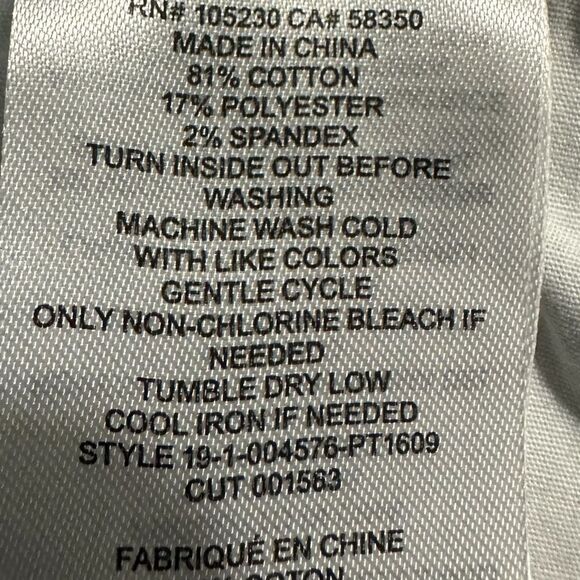 RN# 105230 CA# 58350
MADE IN CHINA
81% COTTON
17% POLYESTER
2% SPANDEX
TURN INSIDE OUT BEFORE
WASHING
MACHINE WASH COLD
WITH LIKE COLORS
GENTLE CYCLE
ONLY NON-CHLORINE BLEACH IF
NEEDED
TUMBLE DRY LOW
COOL IRON IF NEEDED
STYLE 19-1-004576-PT1609
CUT 001563
FABRIQUÉ EN CHINE
COTON